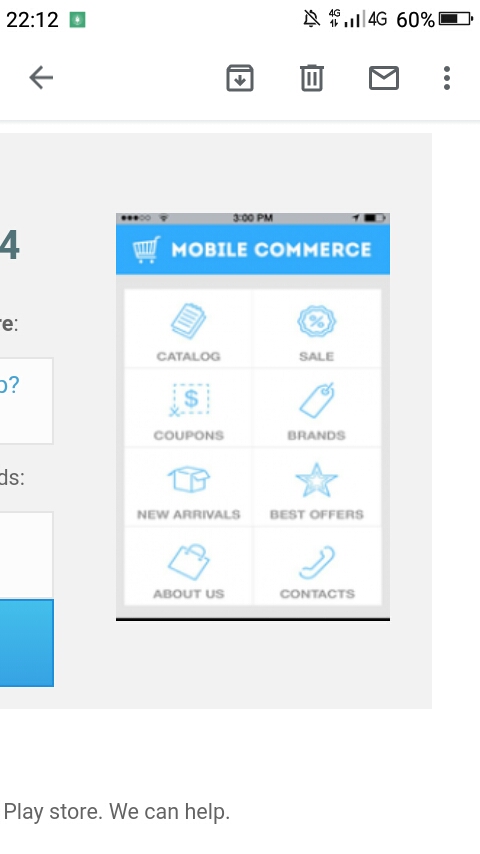 22:12 4G 4G 60%
3:00 PM
MOBILE COMMERCE
4
re:
CATALOG SALE
p?
COUPONS BRANDS
ds:
NEW ARRIVALS BEST OFFERS
ABOUT US CONTACTS
Play store. We can help.